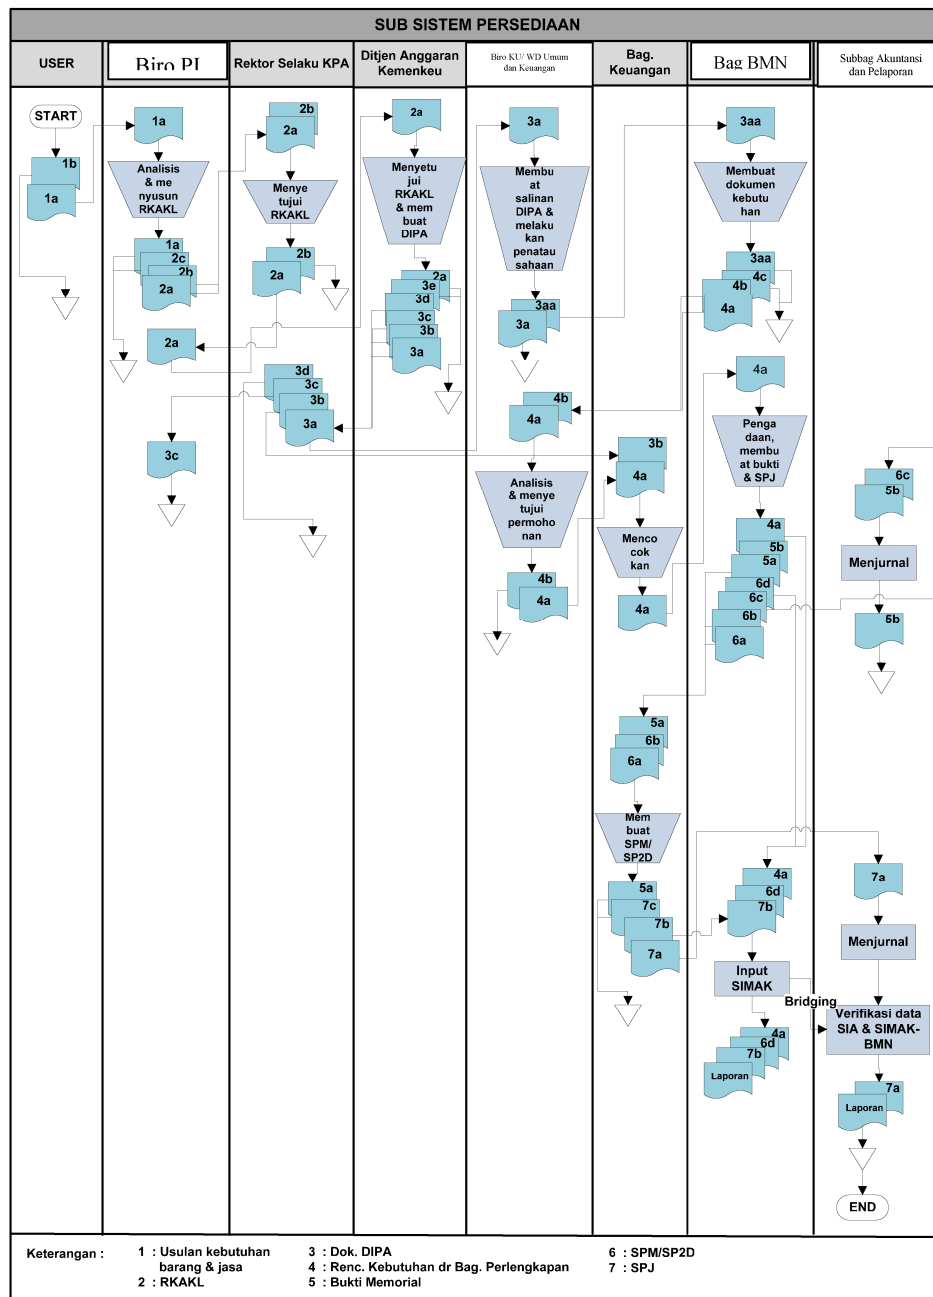 SUB SISTEM PERSEDIAAN
USER
Biro PI
Rektor Selaku KPA
Ditjen Anggaran
Kemenkeu
Biro KU/ WD Umum
dan Keuangan
Bag.
Keuangan
Bag BMN
Subbag Akuntansi
dan Pelaporan
START
1b
1a
1a
Analisis
& me
nyusun
RKAKL
1a
2c
2b
2a
2a
3c
2b
2a
Menye
tujui
RKAKL
2b
2a
3d
3c
3b
3a
2a
Menyetu
jui
RKAKL
& mem
buat
DIPA
2a
3e
3d
3c
3b
3a
3a
Membu
at
salinan
DIPA &
melaku
kan
penatau
sahaan
3aa
3a
4b
4a
Analisis
& menye
tujui
permoho
nan
4b
4a
3b
4a
Menco
cok
kan
4a
5a
6b
6a
Mem
buat
SPM/
SP2D
5a
7c
7b
7a
3aa
Membuat
dokumen
kebutu
han
3aa
4c
4b
4a
4a
Penga
daan,
membu
at bukti
& SPJ
4a
5b
5a
6d
6c
6b
6a
4a
6d
7b
Input
SIMAK
Bridging
4a
6d
7b
Laporan
6c
5b
Menjurnal
5b
7a
Menjurnal
Verifikasi data
SIA & SIMAK-
BMN
7a
Laporan
END
Keterangan :
1 : Usulan kebutuhan
barang & jasa
2 : RKAKL
3 : Dok. DIPA
4 : Renc. Kebutuhan dr Bag. Perlengkapan
5 : Bukti Memorial
6 : SPM/SP2D
7 : SPJ